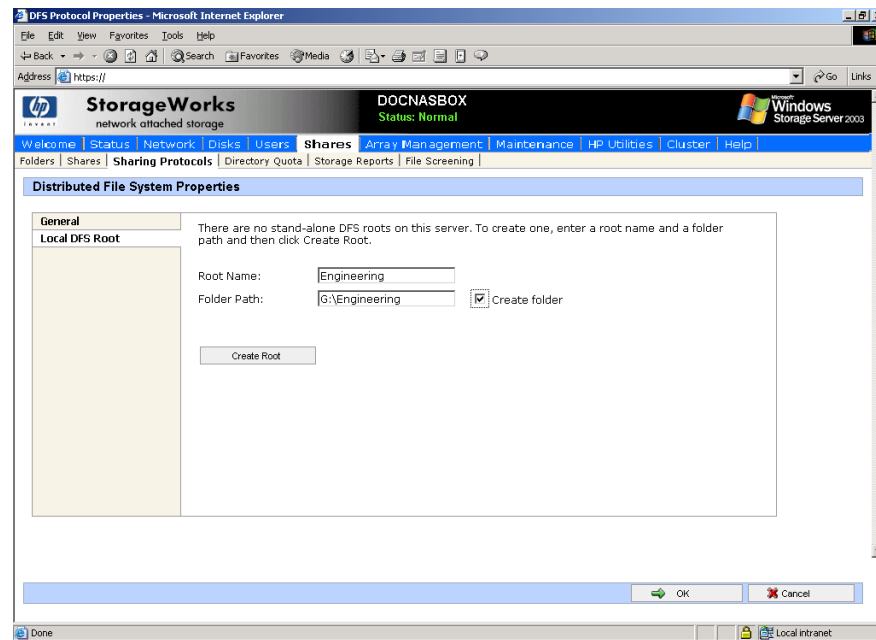 DFS Protocol Properties - Microsoft Internet Explorer
File Edit View Favorites Tools Help
Back Search Favorites Media
Address https:// Go Links
hp
invent
StorageWorks
network attached storage
DOCNASBOX
Status: Normal
Microsoft
Windows
Storage Server 2003
Welcome | Status | Network | Disks | Users | Shares | Array Management | Maintenance | HP Utilities | Cluster | Help |
Folders | Shares | Sharing Protocols | Directory Quota | Storage Reports | File Screening |
Distributed File System Properties
General
Local DFS Root
There are no stand-alone DFS roots on this server. To create one, enter a root name and a folder
path and then click Create Root.
Root Name: Engineering
Folder Path: G:\Engineering Create folder
Create Root
OK Cancel
Done Local intranet